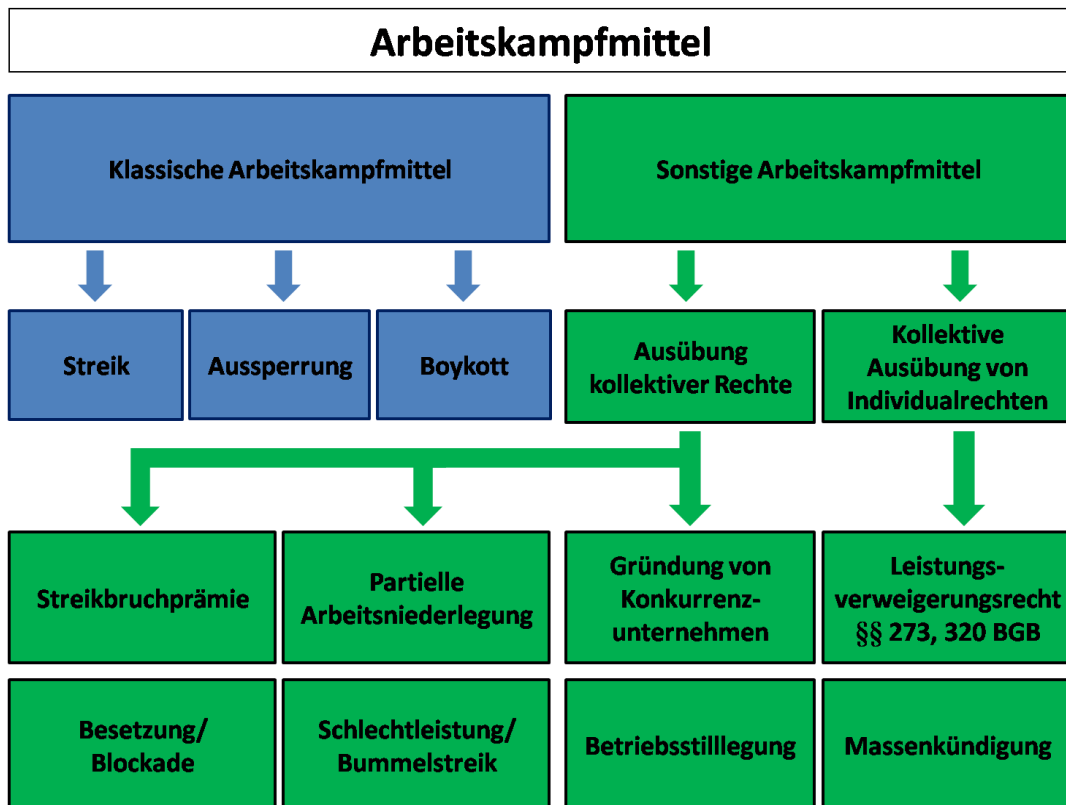 Arbeitskampfmittel
Klassische Arbeitskampfmittel
Sonstige Arbeitskampfmittel
Streik
Aussperrung
Boykott
Ausübung
kollektiver Rechte
Kollektive
Ausübung von
Individualrechten
Streikbruchprämie
Partielle
Arbeitsniederlegung
Gründung von
Konkurrenz-
unternehmen
Leistungs-
verweigerungsrecht
§§ 273, 320 BGB
Besetzung/
Blockade
Schlechtleistung/
Bummelstreik
Betriebsstilllegung
Massenkündigung